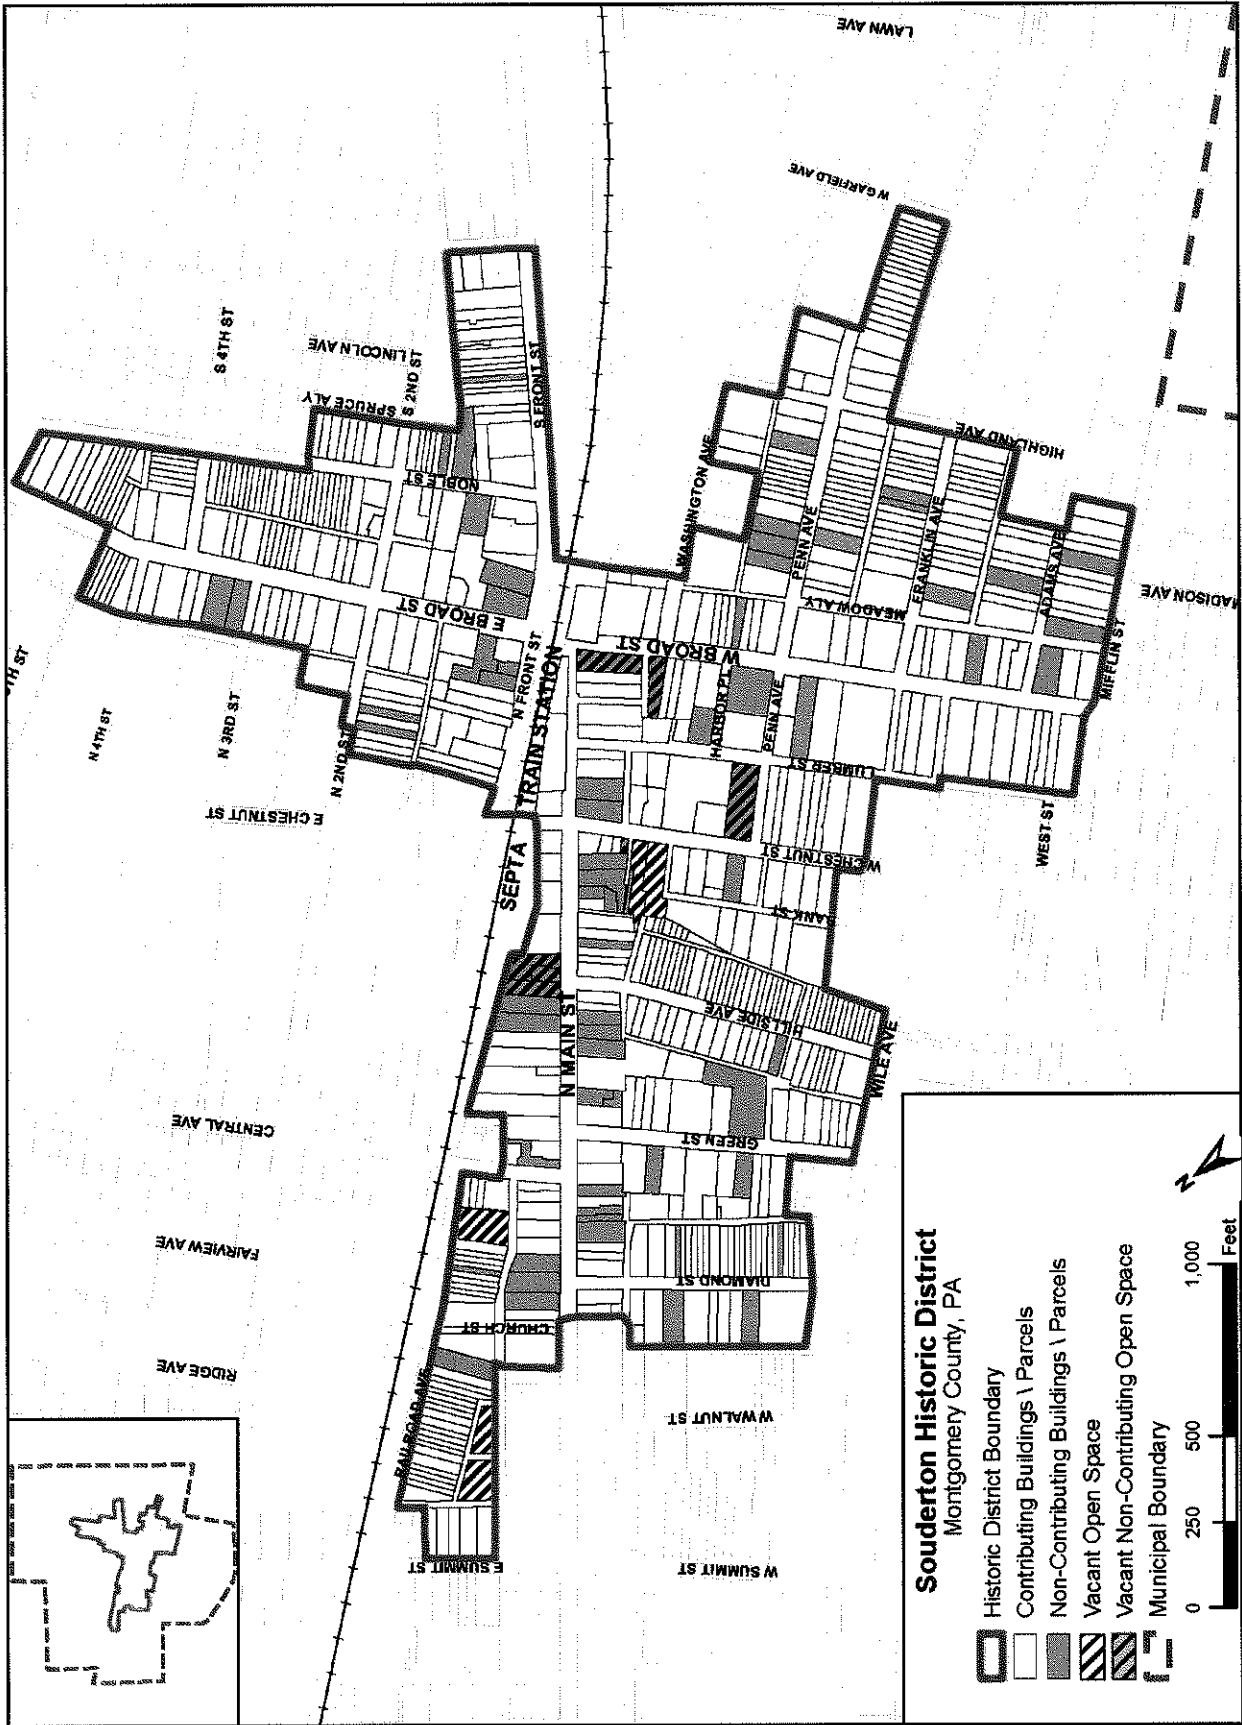 LAWN AVE
W GARFIELD AVE
S 4TH ST
LINCOLN AVE
S 2ND ST
SPRUCE ALY
S FRONT ST
NOBLE ST
HIGHLAND AVE
WASHINGTON AVE
PENN AVE
FRANKLIN AVE
ADAMS AVE
MADISON AVE
MEADOW ALY
E BROAD ST
W BROAD ST
MIFFLIN ST
N FRONT ST
TRAIN STATION
HARBOR PL
PENN AVE
N 4TH ST
N 3RD ST
N 2ND ST
LUMBER ST
E CHESTNUT ST
SEPTA
W CHESTNUT ST
WEST ST
BANK ST
N MAIN ST
HILLSIDE AVE
WILE AVE
CENTRAL AVE
GREEN ST
FAIRVIEW AVE
DIAMOND ST
CHURCH ST
RIDGE AVE
RAILROAD AVE
W WALNUT ST
E SUMMIT ST
W SUMMIT ST
Souderton Historic District
Montgomery County, PA
Historic District Boundary
Contributing Buildings \ Parcels
Non-Contributing Buildings \ Parcels
Vacant Open Space
Vacant Non-Contributing Open Space
Municipal Boundary
0 250 500 1,000
Feet
N